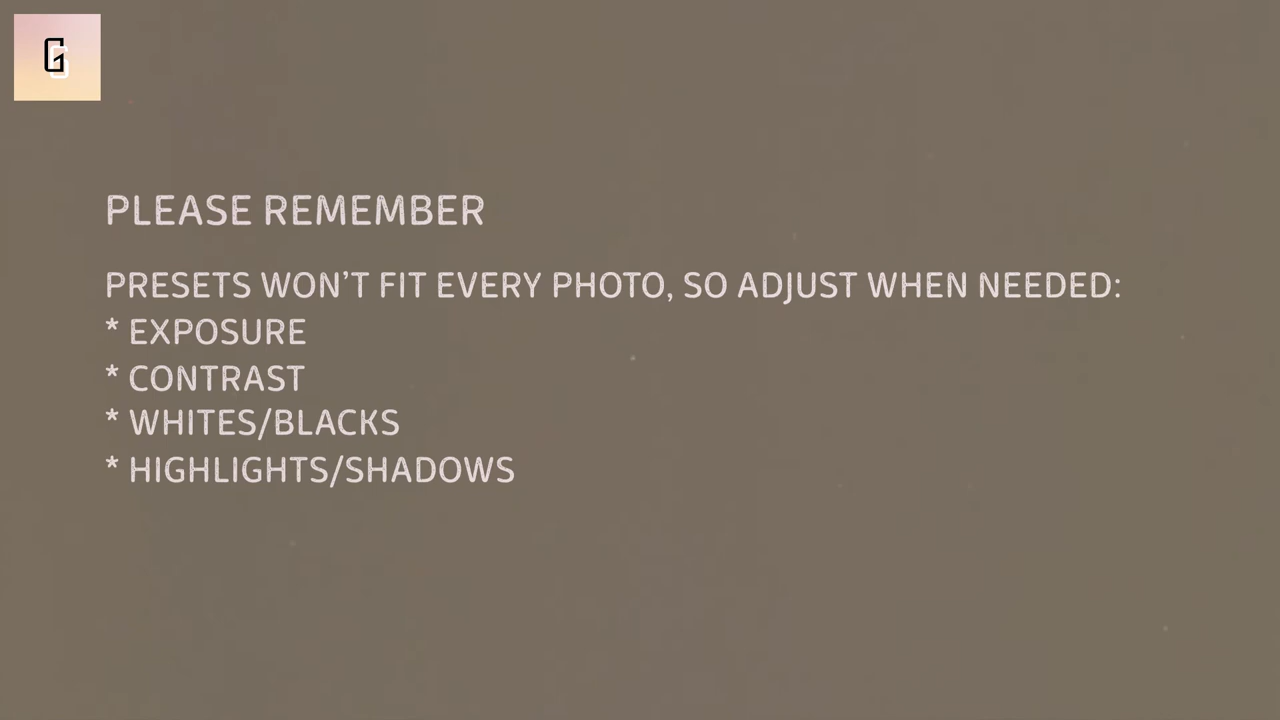 PLEASE REMEMBER
PRESETS WON’T FIT EVERY PHOTO, SO ADJUST WHEN NEEDED:
* EXPOSURE
* CONTRAST
* WHITES/BLACKS
* HIGHLIGHTS/SHADOWS